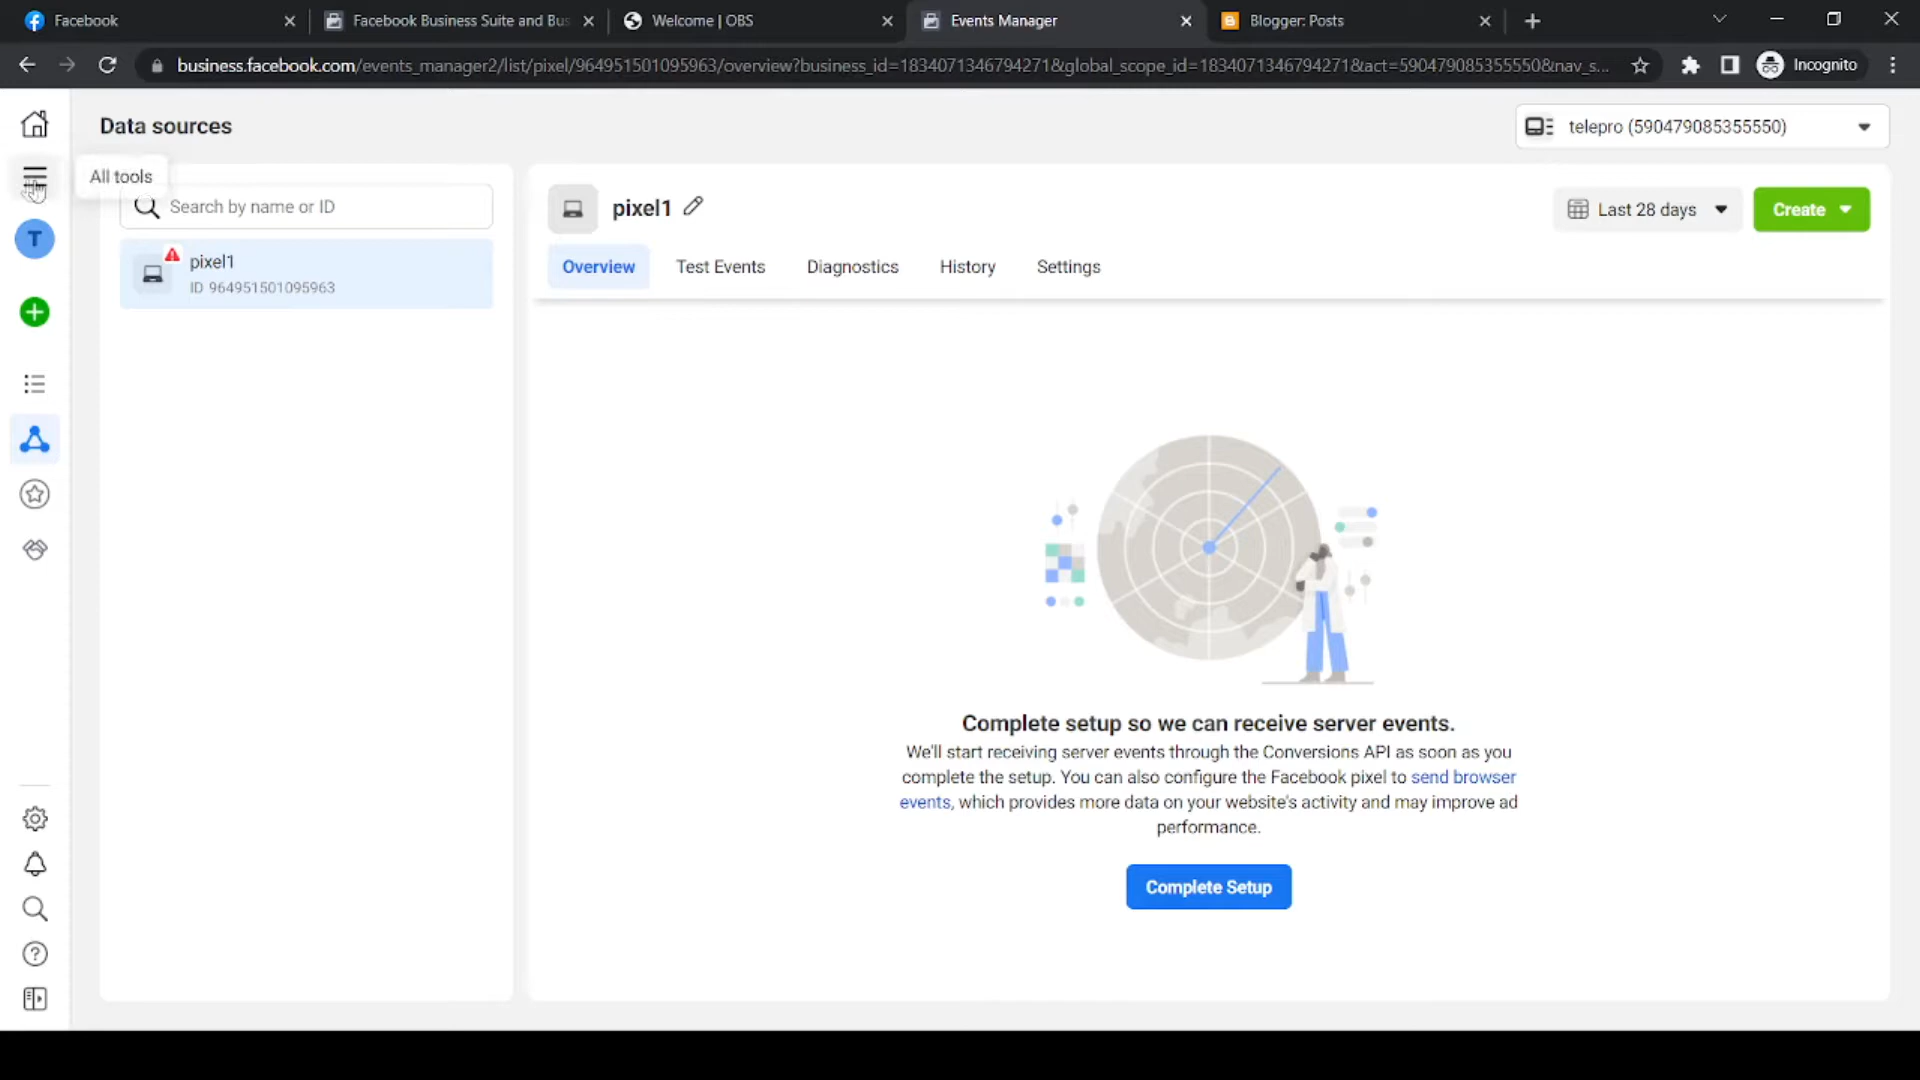 Facebook
Facebook Business Suite and Bus
Welcome | OBS
Events Manager
Blogger: Posts
business.facebook.com/events_manager2/list/pixel/964951501095963/overview?business_id=1834071346794271&global_scope_id=1834071346794271&act=590479085355550&nav_s...
Incognito
Data sources
telepro (590479085355550)
All tools
Search by name or ID
T
pixel1
ID 964951501095963
pixel1
Last 28 days
Create
Overview
Test Events
Diagnostics
History
Settings
Complete setup so we can receive server events.
We'll start receiving server events through the Conversions API as soon as you
complete the setup. You can also configure the Facebook pixel to send browser
events, which provides more data on your website's activity and may improve ad
performance.
Complete Setup